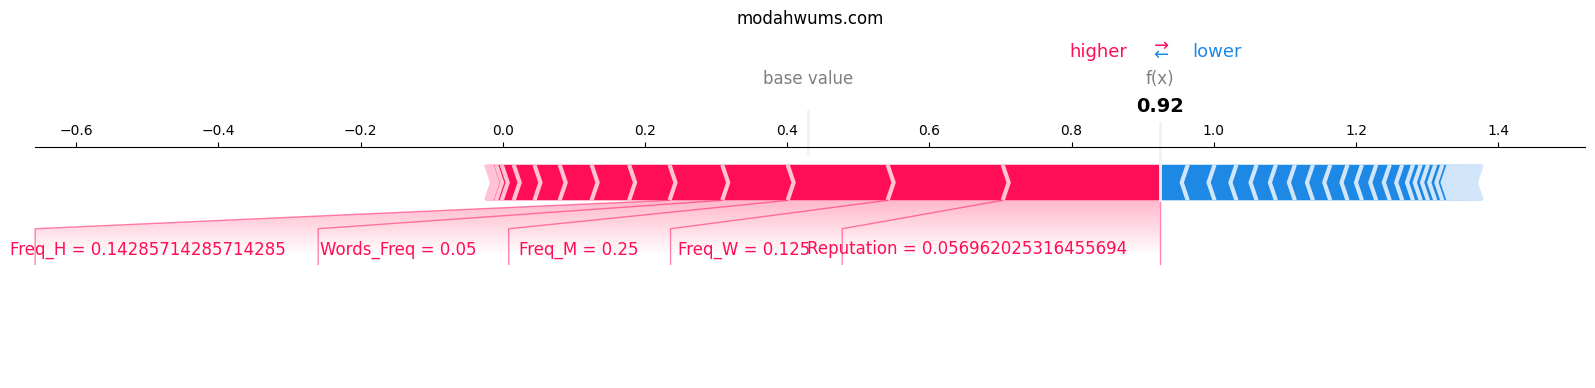 modahwums.com
higher ⇄ lower
base value f(x)
0.92
−0.6 −0.4 −0.2 0.0 0.2 0.4 0.6 0.8 1.0 1.2 1.4
Freq_H = 0.14285714285714285 Words_Freq = 0.05 Freq_M = 0.25 Freq_W = 0.125 Reputation = 0.056962025316455694